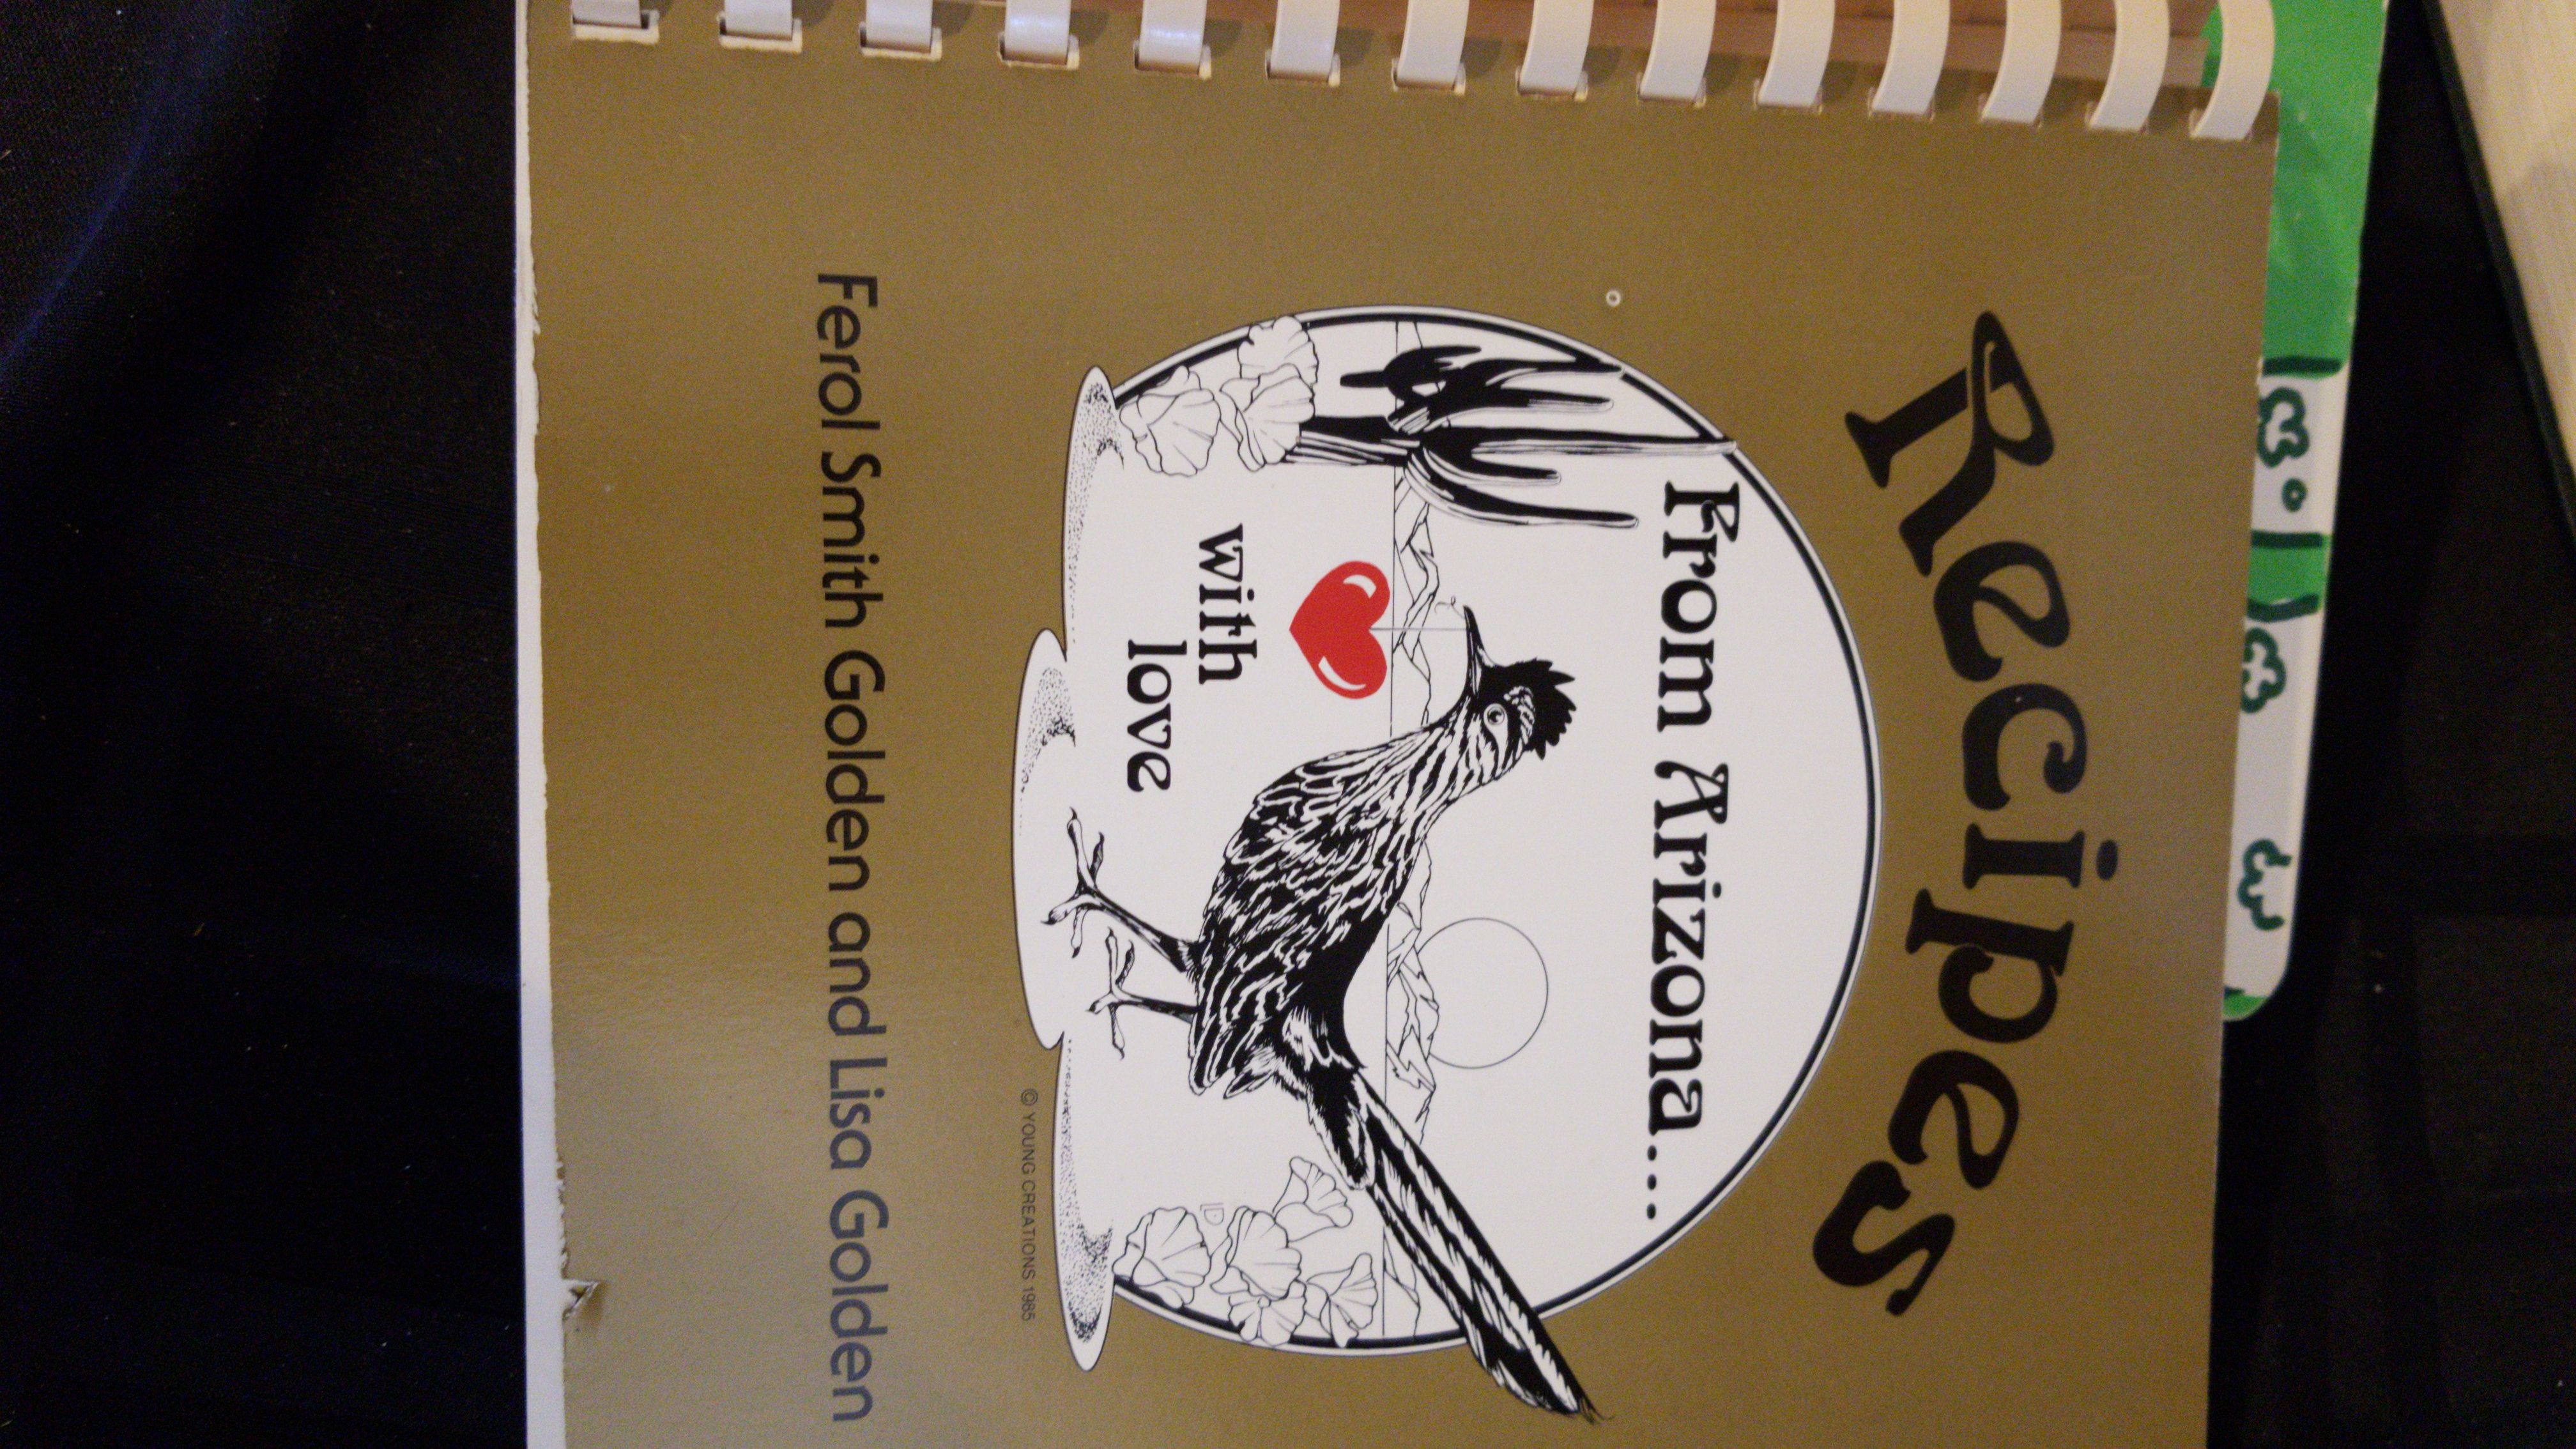 Recipes
From Arizona....
with
love
© YOUNG CREATIONS 1985
Ferol Smith Golden and Lisa Golden